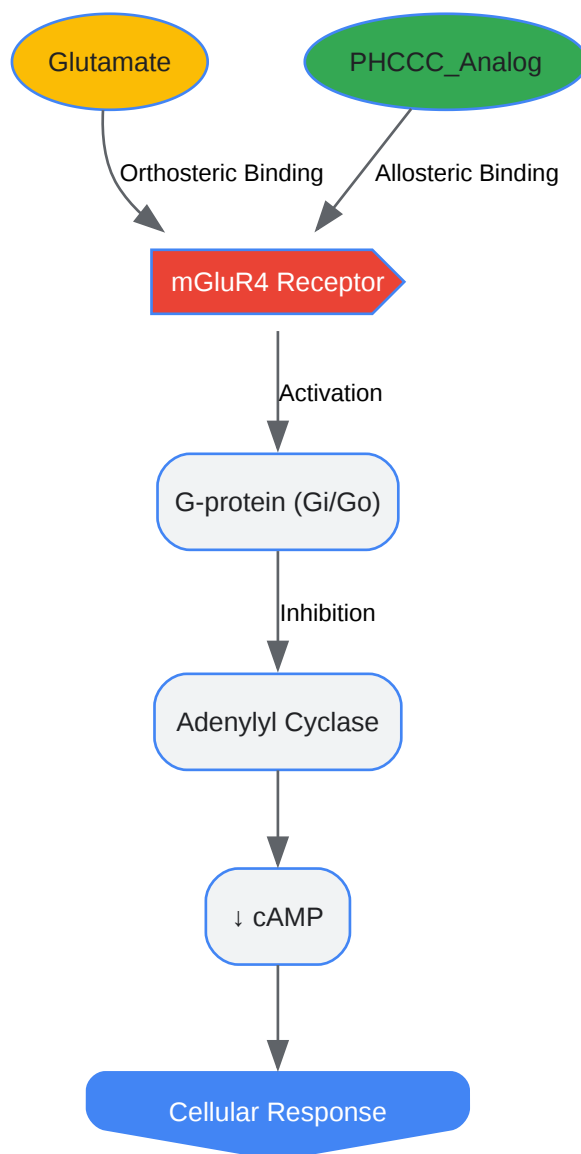 Glutamate
PHCCC_Analog
Orthosteric Binding
Allosteric Binding
mGluR4 Receptor
Activation
G-protein (Gi/Go)
Inhibition
Adenylyl Cyclase
↓ cAMP
Cellular Response